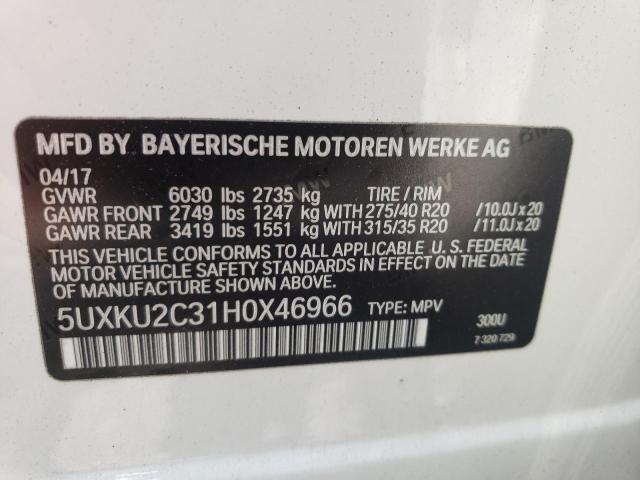 MFD BY BAYERISCHE MOTOREN WERKE AG
04/17
GVWR 6030 lbs 2735 kg TIRE / RIM
GAWR FRONT 2749 lbs 1247 kg WITH 275/40 R20 /10.0J x 20
GAWR REAR 3419 lbs 1551 kg WITH 315/35 R20 /11.0J x 20
THIS VEHICLE CONFORMS TO ALL APPLICABLE U. S. FEDERAL
MOTOR VEHICLE SAFETY STANDARDS IN EFFECT ON THE DATE
OF MANUFACTURE SHOWN ABOVE.
5UXKU2C31H0X46966 TYPE: MPV 300U
7 320 729